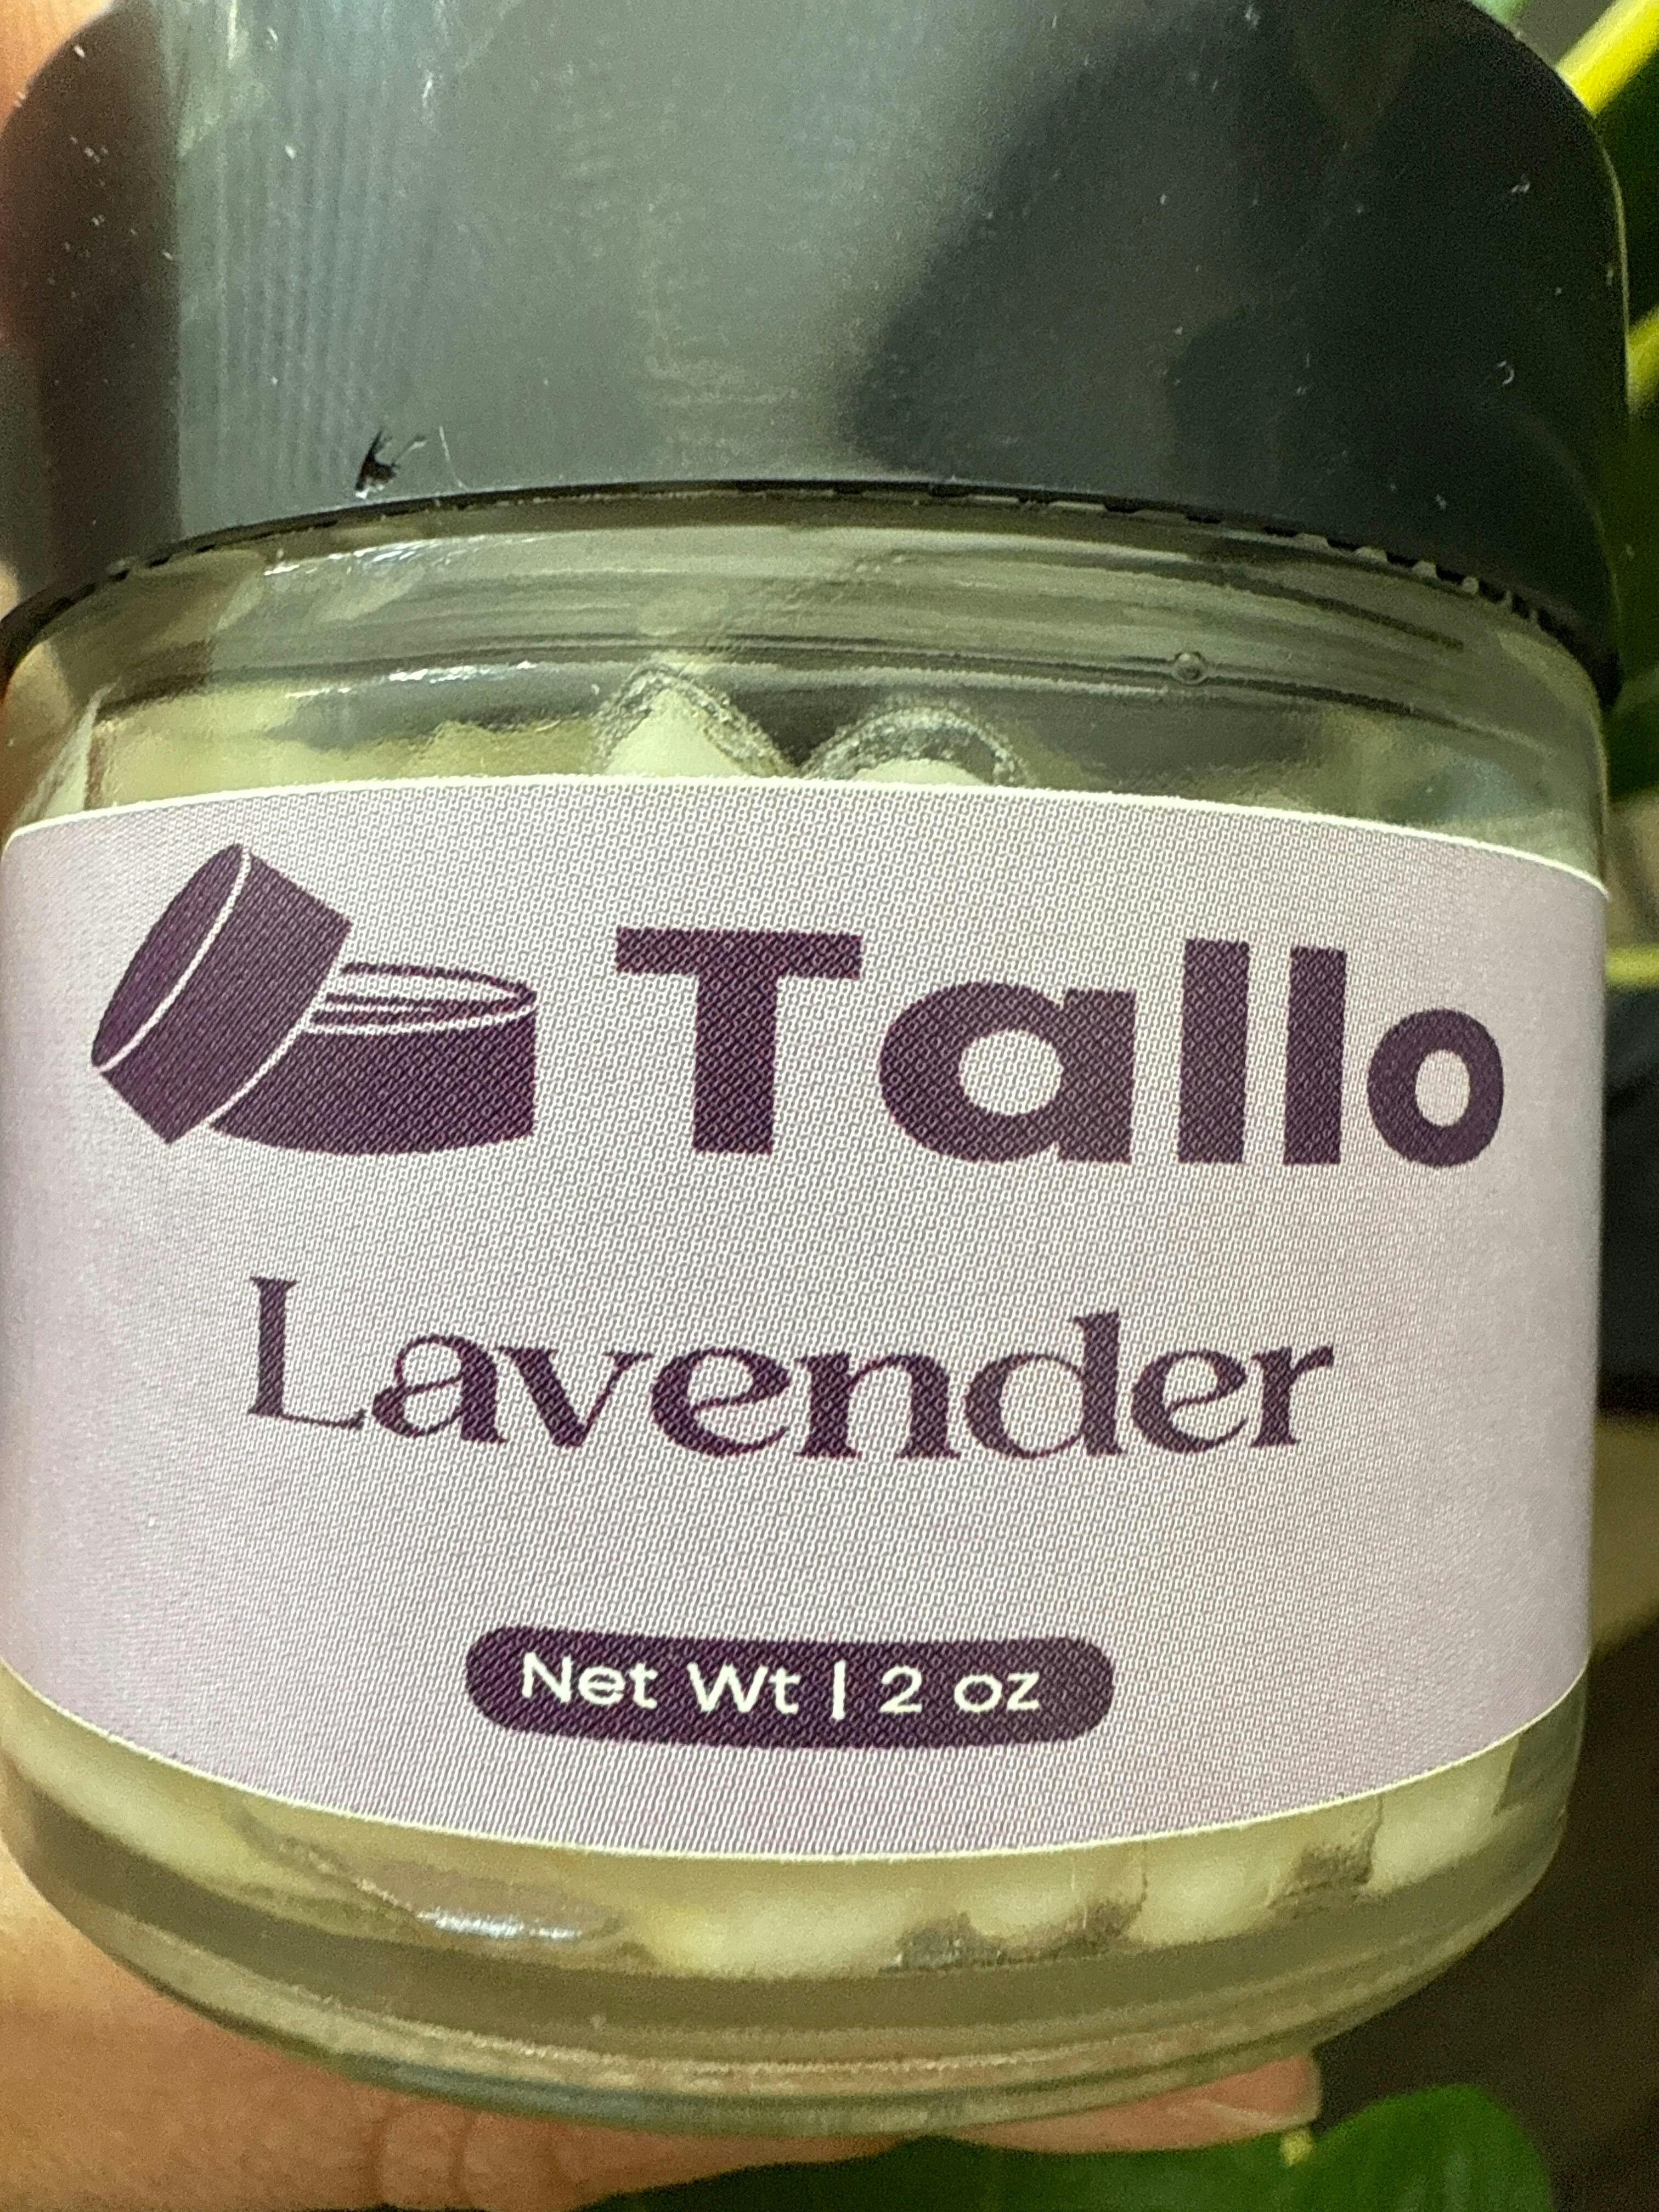 Tallo
Lavender
Net Wt | 2 oz